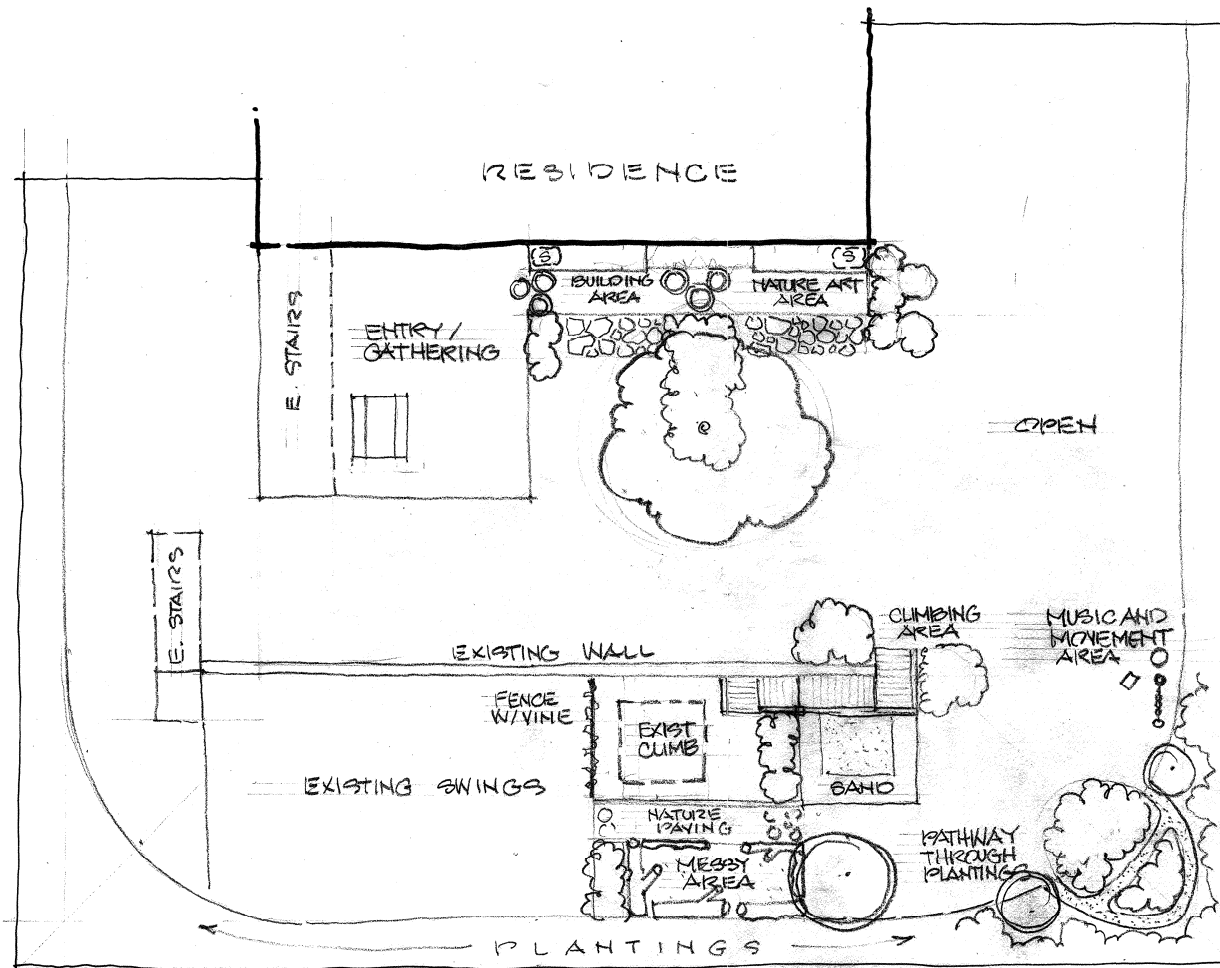 RESIDENCE
S
S
BUILDING
AREA
NATURE ART
AREA
E. STAIRS
ENTRY /
GATHERING
OPEN
E. STAIRS
EXISTING WALL
CLIMBING
AREA
MUSIC AND
MOVEMENT
AREA
FENCE
W/VINE
EXIST
CLIMB
EXISTING SWINGS
SAND
NATURE
PAVING
MESSY
AREA
PATHWAY
THROUGH
PLANTINGS
PLANTINGS